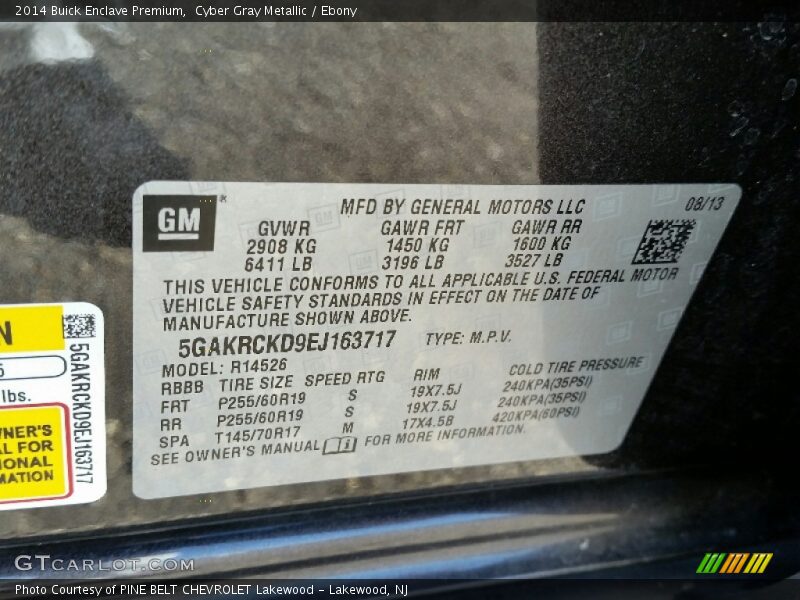 2014 Buick Enclave Premium,  Cyber Gray Metallic / Ebony
GM
MFD BY GENERAL MOTORS LLC 08/13
GVWR GAWR FRT GAWR RR
2908 KG 1450 KG 1600 KG
6411 LB 3196 LB 3527 LB
THIS VEHICLE CONFORMS TO ALL APPLICABLE U.S. FEDERAL MOTOR
VEHICLE SAFETY STANDARDS IN EFFECT ON THE DATE OF
MANUFACTURE SHOWN ABOVE.
5GAKRCKD9EJ163717 TYPE: M.P.V.
MODEL: R14526
RBBB TIRE SIZE SPEED RTG RIM COLD TIRE PRESSURE
FRT P255/60R19 S 19X7.5J 240KPA(35PSI)
RR P255/60R19 S 19X7.5J 240KPA(35PSI)
SPA T145/70R17 M 17X4.5B 420KPA(60PSI)
SEE OWNER'S MANUAL FOR MORE INFORMATION.
N
lbs.
WNER'S
AL FOR
IONAL
MATION
5GAKRCKD9EJ163717
GTCarLot.com
Photo Courtesy of PINE BELT CHEVROLET Lakewood - Lakewood, NJ